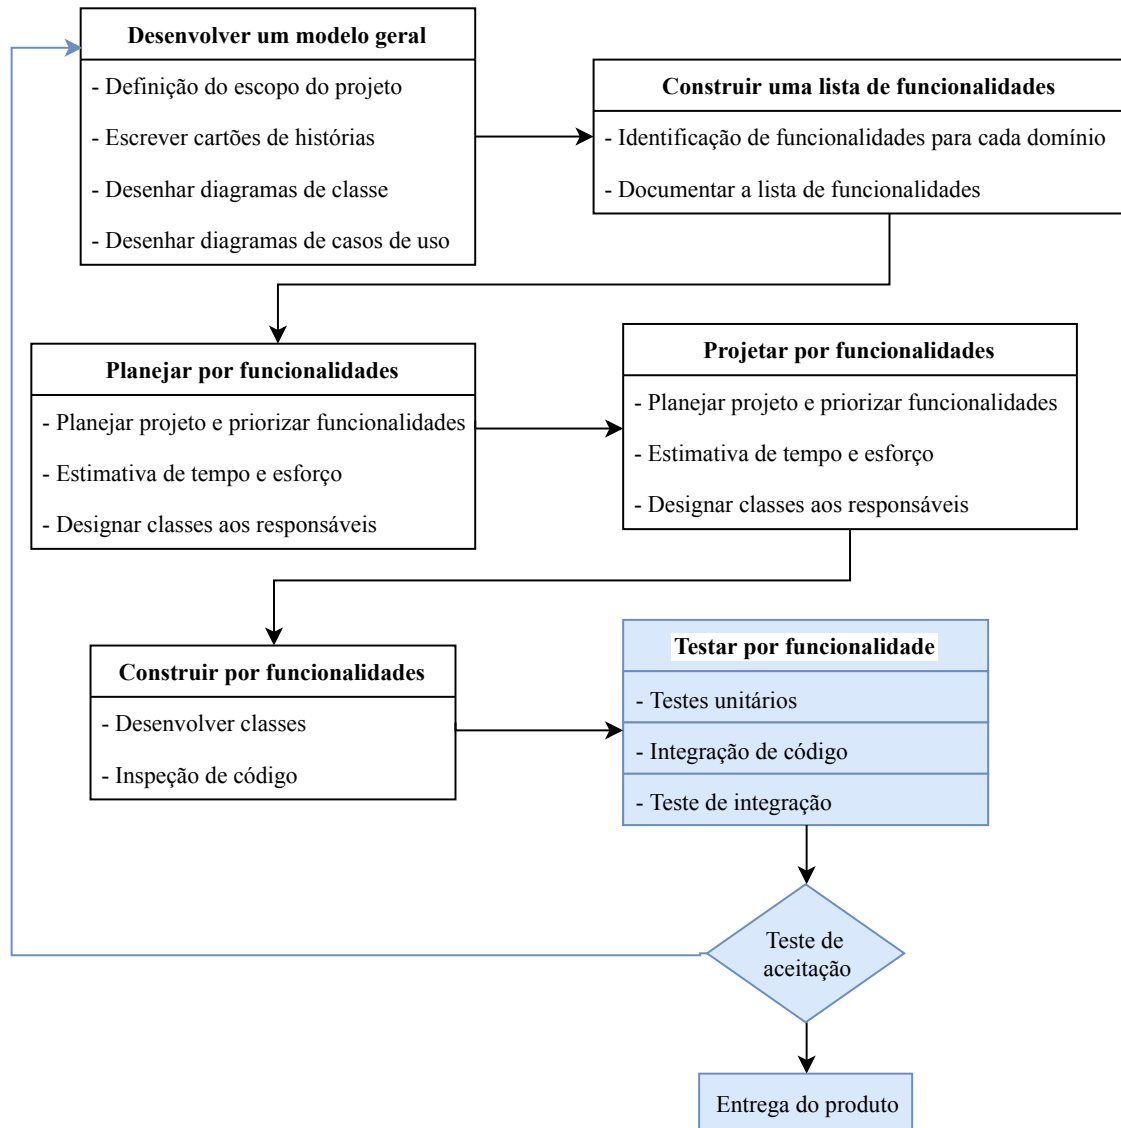 Desenvolver um modelo geral
- Definição do escopo do projeto
- Escrever cartões de histórias
- Desenhar diagramas de classe
- Desenhar diagramas de casos de uso
Construir uma lista de funcionalidades
- Identificação de funcionalidades para cada domínio
- Documentar a lista de funcionalidades
Planejar por funcionalidades
- Planejar projeto e priorizar funcionalidades
- Estimativa de tempo e esforço
- Designar classes aos responsáveis
Projetar por funcionalidades
- Planejar projeto e priorizar funcionalidades
- Estimativa de tempo e esforço
- Designar classes aos responsáveis
Construir por funcionalidades
- Desenvolver classes
- Inspeção de código
Testar por funcionalidade
- Testes unitários
- Integração de código
- Teste de integração
Teste de
aceitação
Entrega do produto